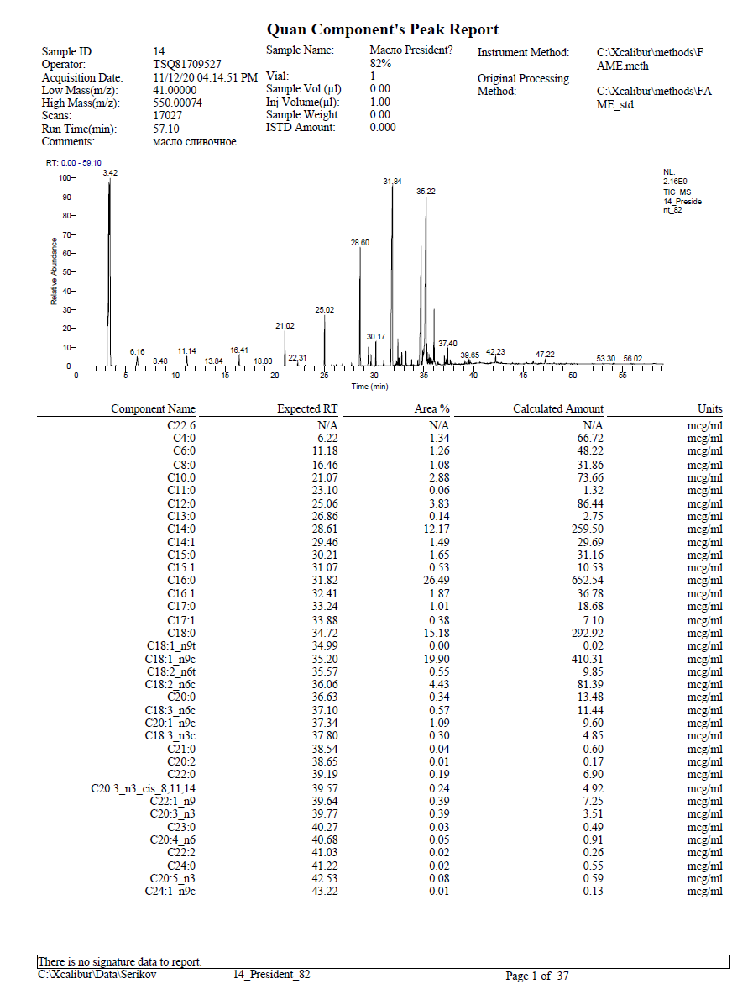 Quan Component's Peak Report
Sample ID: 14
Operator: TSQ81709527
Acquisition Date: 11/12/20 04:14:51 PM
Low Mass(m/z): 41.00000
High Mass(m/z): 550.00074
Scans: 17027
Run Time(min): 57.10
Comments: масло сливочное
Sample Name: Масло President?
82%
Vial: 1
Sample Vol (µl): 0.00
Inj Volume(µl): 1.00
Sample Weight: 0.00
ISTD Amount: 0.000
Instrument Method: C:\Xcalibur\methods\F
AME.meth
Original Processing
Method: C:\Xcalibur\methods\FA
ME_std
RT: 0.00 - 59.10
NL:
2.16E9
TIC MS
14_Preside
nt_82
Relative Abundance
100
90
80
70
60
50
40
30
20
10
0
3.42
6.16
8.48
11.14
13.84
16.41
18.80
21.02
22.31
25.02
28.60
30.17
31.84
35.22
37.40
39.65
42.23
47.22
53.30
56.02
0 5 10 15 20 25 30 35 40 45 50 55
Time (min)
Component Name Expected RT Area % Calculated Amount Units
C22:6 N/A N/A N/A mcg/ml
C4:0 6.22 1.34 66.72 mcg/ml
C6:0 11.18 1.26 48.22 mcg/ml
C8:0 16.46 1.08 31.86 mcg/ml
C10:0 21.07 2.88 73.66 mcg/ml
C11:0 23.10 0.06 1.32 mcg/ml
C12:0 25.06 3.83 86.44 mcg/ml
C13:0 26.86 0.14 2.75 mcg/ml
C14:0 28.61 12.17 259.50 mcg/ml
C14:1 29.46 1.49 29.69 mcg/ml
C15:0 30.21 1.65 31.16 mcg/ml
C15:1 31.07 0.53 10.53 mcg/ml
C16:0 31.82 26.49 652.54 mcg/ml
C16:1 32.41 1.87 36.78 mcg/ml
C17:0 33.24 1.01 18.68 mcg/ml
C17:1 33.88 0.38 7.10 mcg/ml
C18:0 34.72 15.18 292.92 mcg/ml
C18:1_n9t 34.99 0.00 0.02 mcg/ml
C18:1_n9c 35.20 19.90 410.31 mcg/ml
C18:2_n6t 35.57 0.55 9.85 mcg/ml
C18:2_n6c 36.06 4.43 81.39 mcg/ml
C20:0 36.63 0.34 13.48 mcg/ml
C18:3_n6c 37.10 0.57 11.44 mcg/ml
C20:1_n9c 37.34 1.09 9.60 mcg/ml
C18:3_n3c 37.80 0.30 4.85 mcg/ml
C21:0 38.54 0.04 0.60 mcg/ml
C20:2 38.65 0.01 0.17 mcg/ml
C22:0 39.19 0.19 6.90 mcg/ml
C20:3_n3_cis_8,11,14 39.57 0.24 4.92 mcg/ml
C22:1_n9 39.64 0.39 7.25 mcg/ml
C20:3_n3 39.77 0.39 3.51 mcg/ml
C23:0 40.27 0.03 0.49 mcg/ml
C20:4_n6 40.68 0.05 0.91 mcg/ml
C22:2 41.03 0.02 0.26 mcg/ml
C24:0 41.22 0.02 0.55 mcg/ml
C20:5_n3 42.53 0.08 0.59 mcg/ml
C24:1_n9c 43.22 0.01 0.13 mcg/ml
There is no signature data to report.
C:\Xcalibur\Data\Serikov 14_President_82 Page 1 of 37